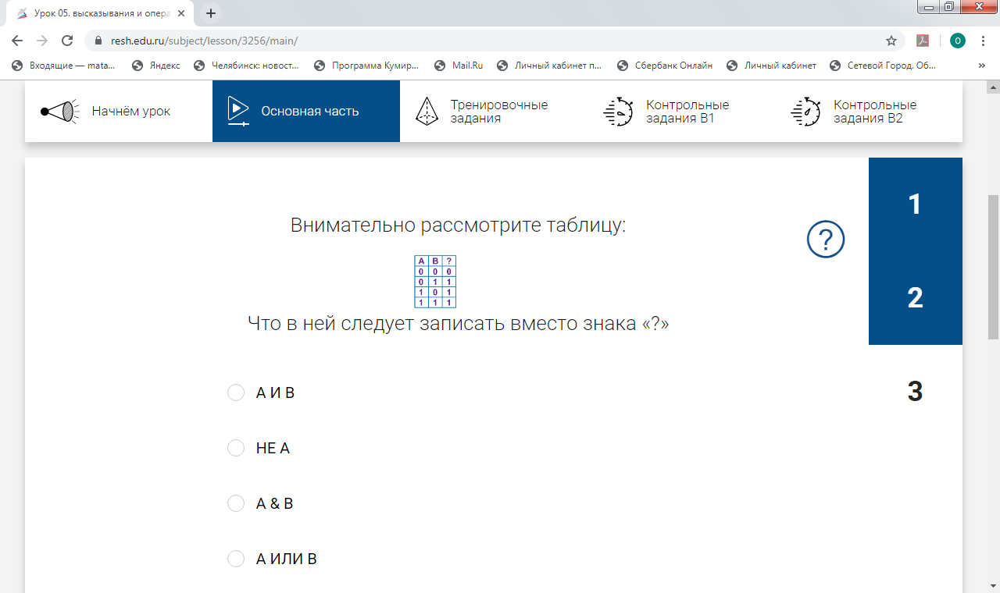 Урок 05. высказывания и опера
resh.edu.ru/subject/lesson/3256/main/
O
Входящие — mata...
Яндекс
Челябинск: новост...
Программа Кумир...
Mail.Ru
Личный кабинет п...
Сбербанк Онлайн
Личный кабинет
Сетевой Город. Об...
»
Начнём урок
Основная часть
Тренировочные
задания
Контрольные
задания В1
Контрольные
задания В2
1
Внимательно рассмотрите таблицу:
?
A B ?
0 0 0
0 1 1
1 0 1
1 1 1
2
Что в ней следует записать вместо знака «?»
А И В
3
НЕ А
А & В
А ИЛИ В